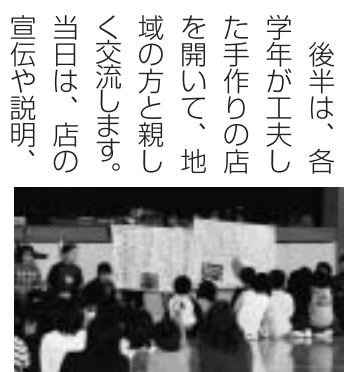 後半は、各
学年が工夫し
た手作りの店
を開いて、地
域の方と親し
く交流します。
当日は、店の
宣伝や説明、